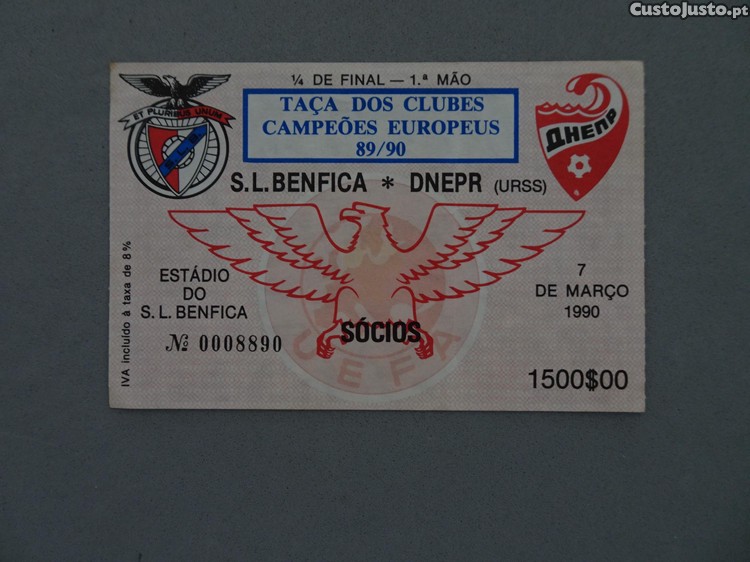 CustoJusto.pt
¼ DE FINAL — 1.ª MÃO
TAÇA DOS CLUBES
CAMPEÕES EUROPEUS
89/90
ET PLURIBUS UNUM
ДНЕПР
S.L.BENFICA * DNEPR (URSS)
ESTÁDIO
DO
S.L. BENFICA
Nº 0008890
SÓCIOS
UEFA
7
DE MARÇO
1990
1500$00
IVA incluído à taxa de 8%